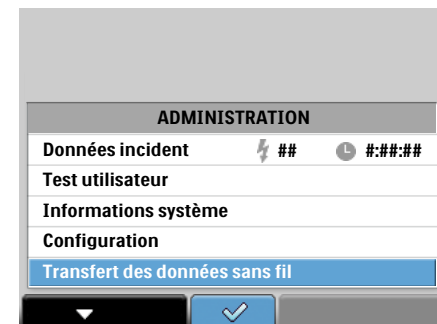 ADMINISTRATION
Données incident ## #:##:##
Test utilisateur
Informations système
Configuration
Transfert des données sans fil